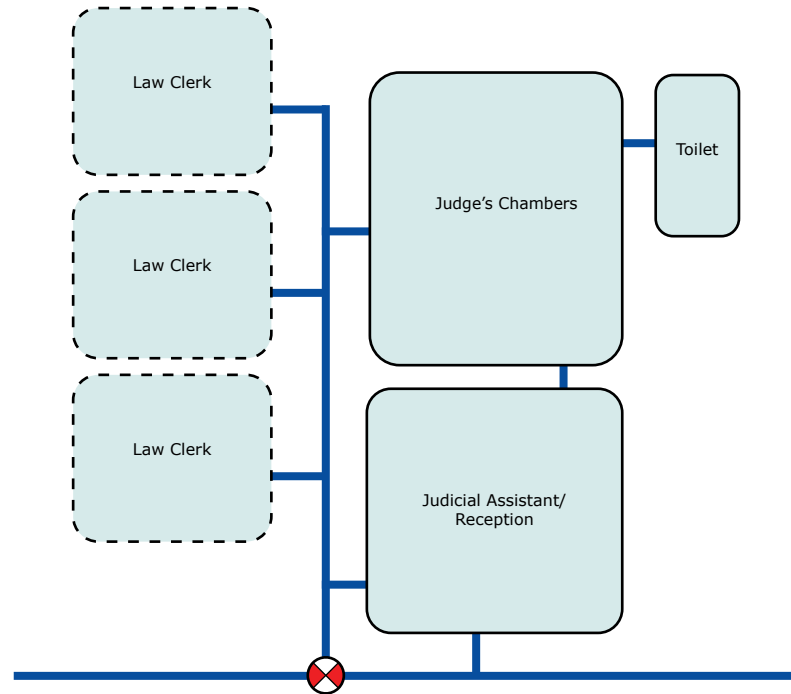 Law Clerk
Judge’s Chambers
Toilet
Law Clerk
Law Clerk
Judicial Assistant/
Reception